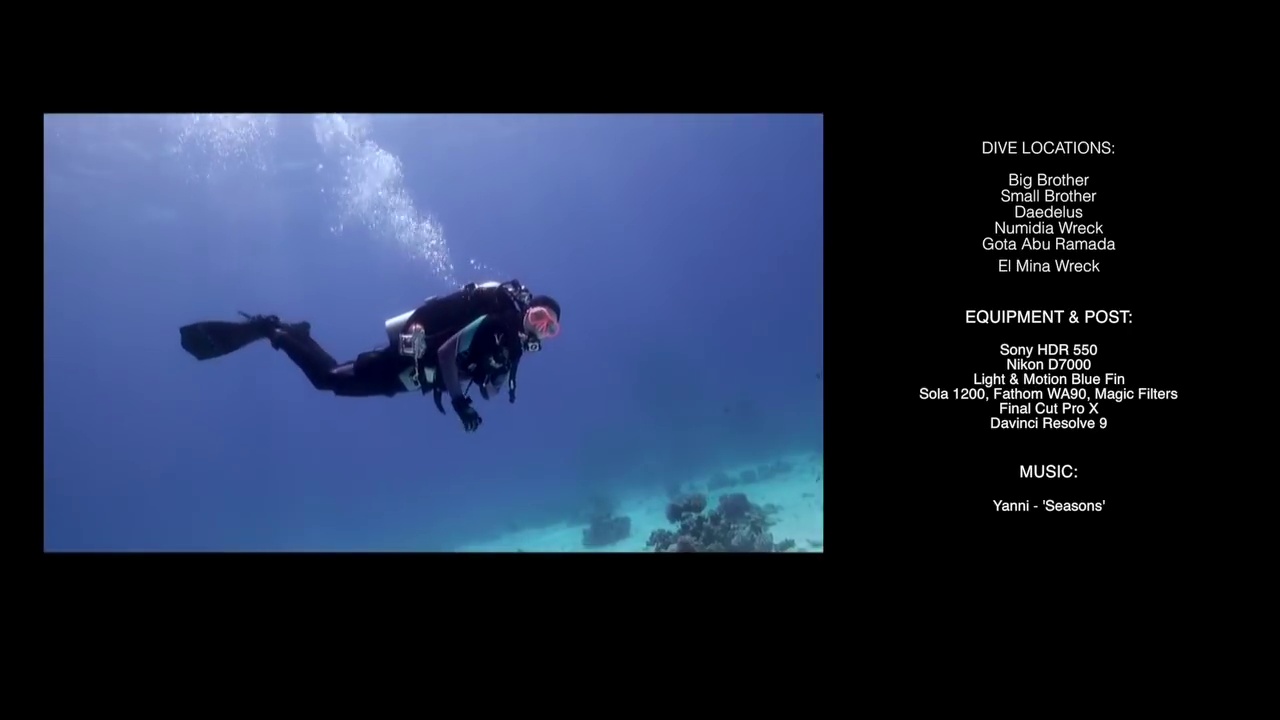 DIVE LOCATIONS:
Big Brother
Small Brother
Daedelus
Numidia Wreck
Gota Abu Ramada
El Mina Wreck
EQUIPMENT & POST:
Sony HDR 550
Nikon D7000
Light & Motion Blue Fin
Sola 1200, Fathom WA90, Magic Filters
Final Cut Pro X
Davinci Resolve 9
MUSIC:
Yanni - 'Seasons'